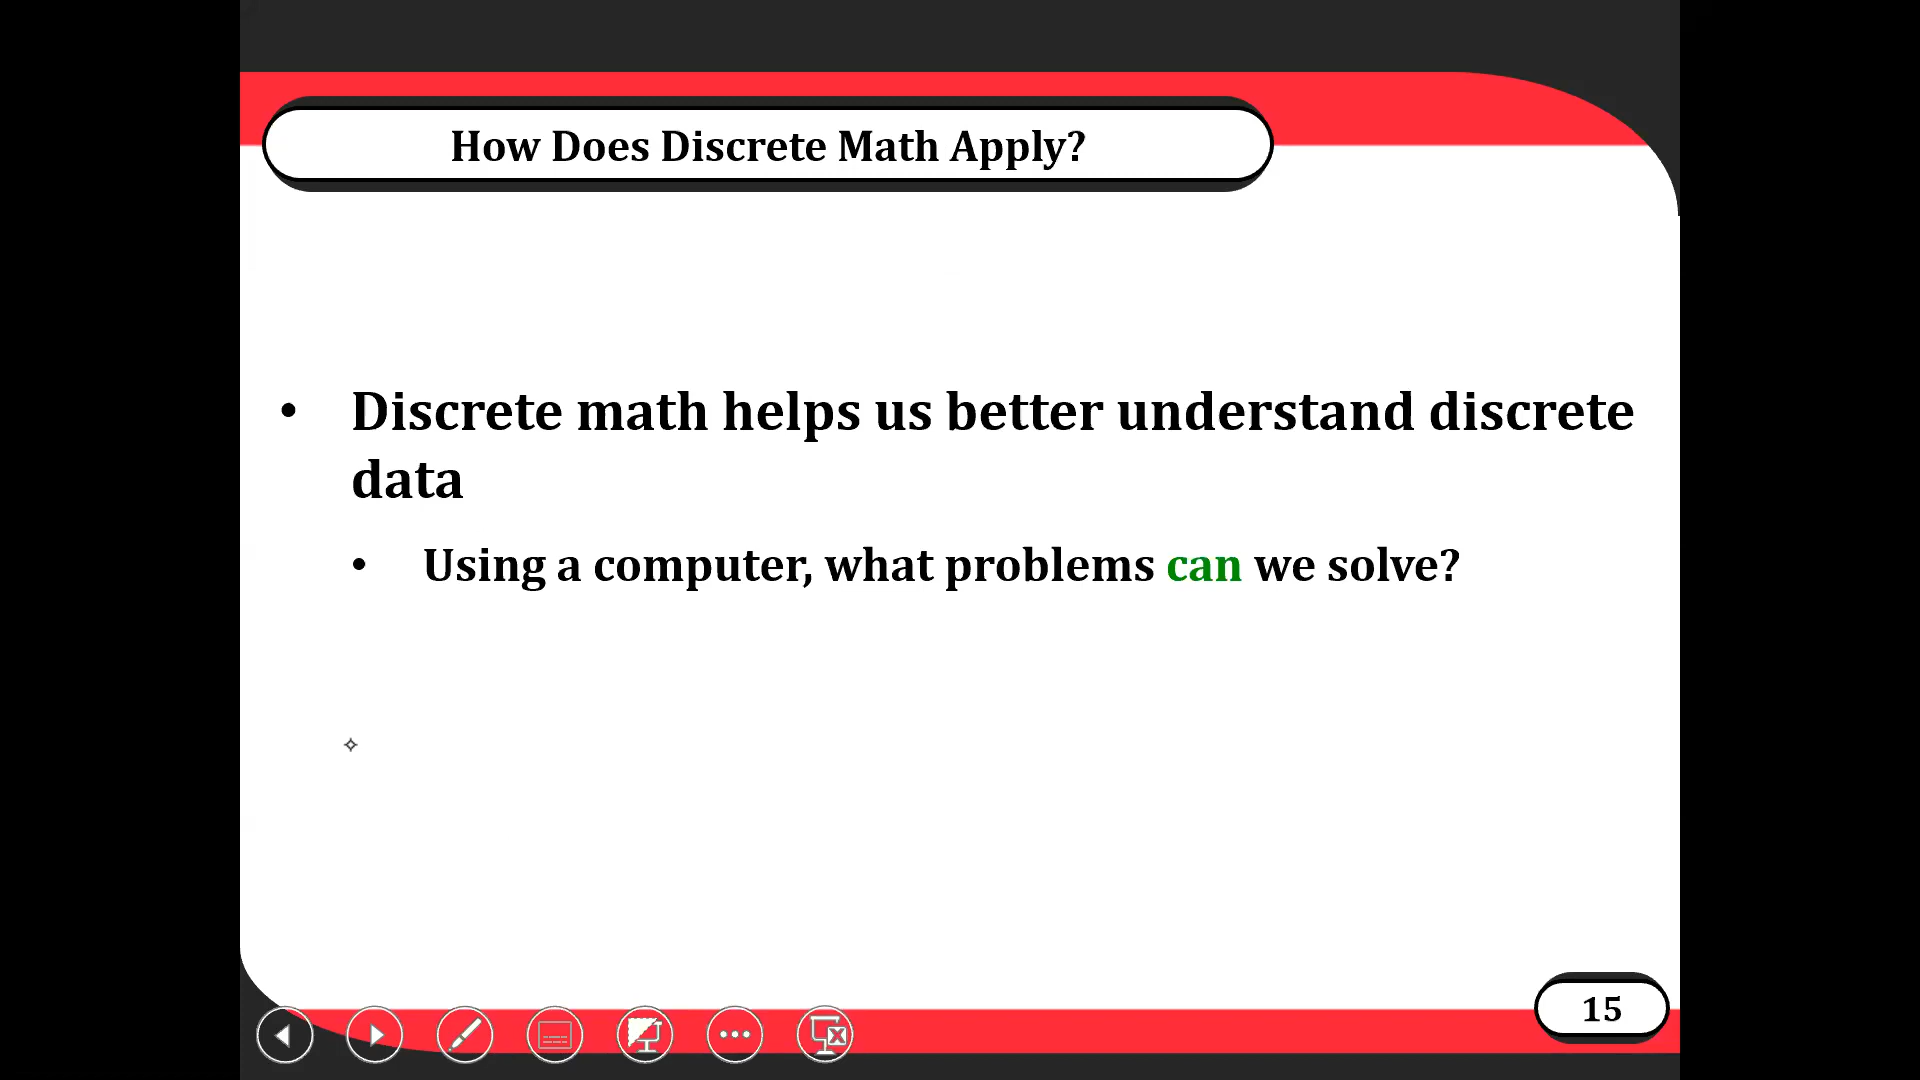 How Does Discrete Math Apply?
• Discrete math helps us better understand discrete
data
• Using a computer, what problems can we solve?
15